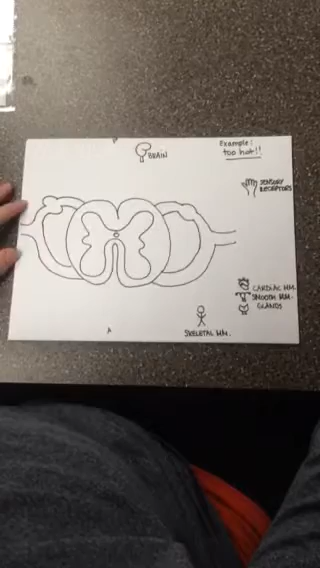 P
BRAIN
Example:
too hot!!
SENSORY
RECEPTORS
CARDIAC MM.
SMOOTH MM.
GLANDS
SKELETAL MM.
A